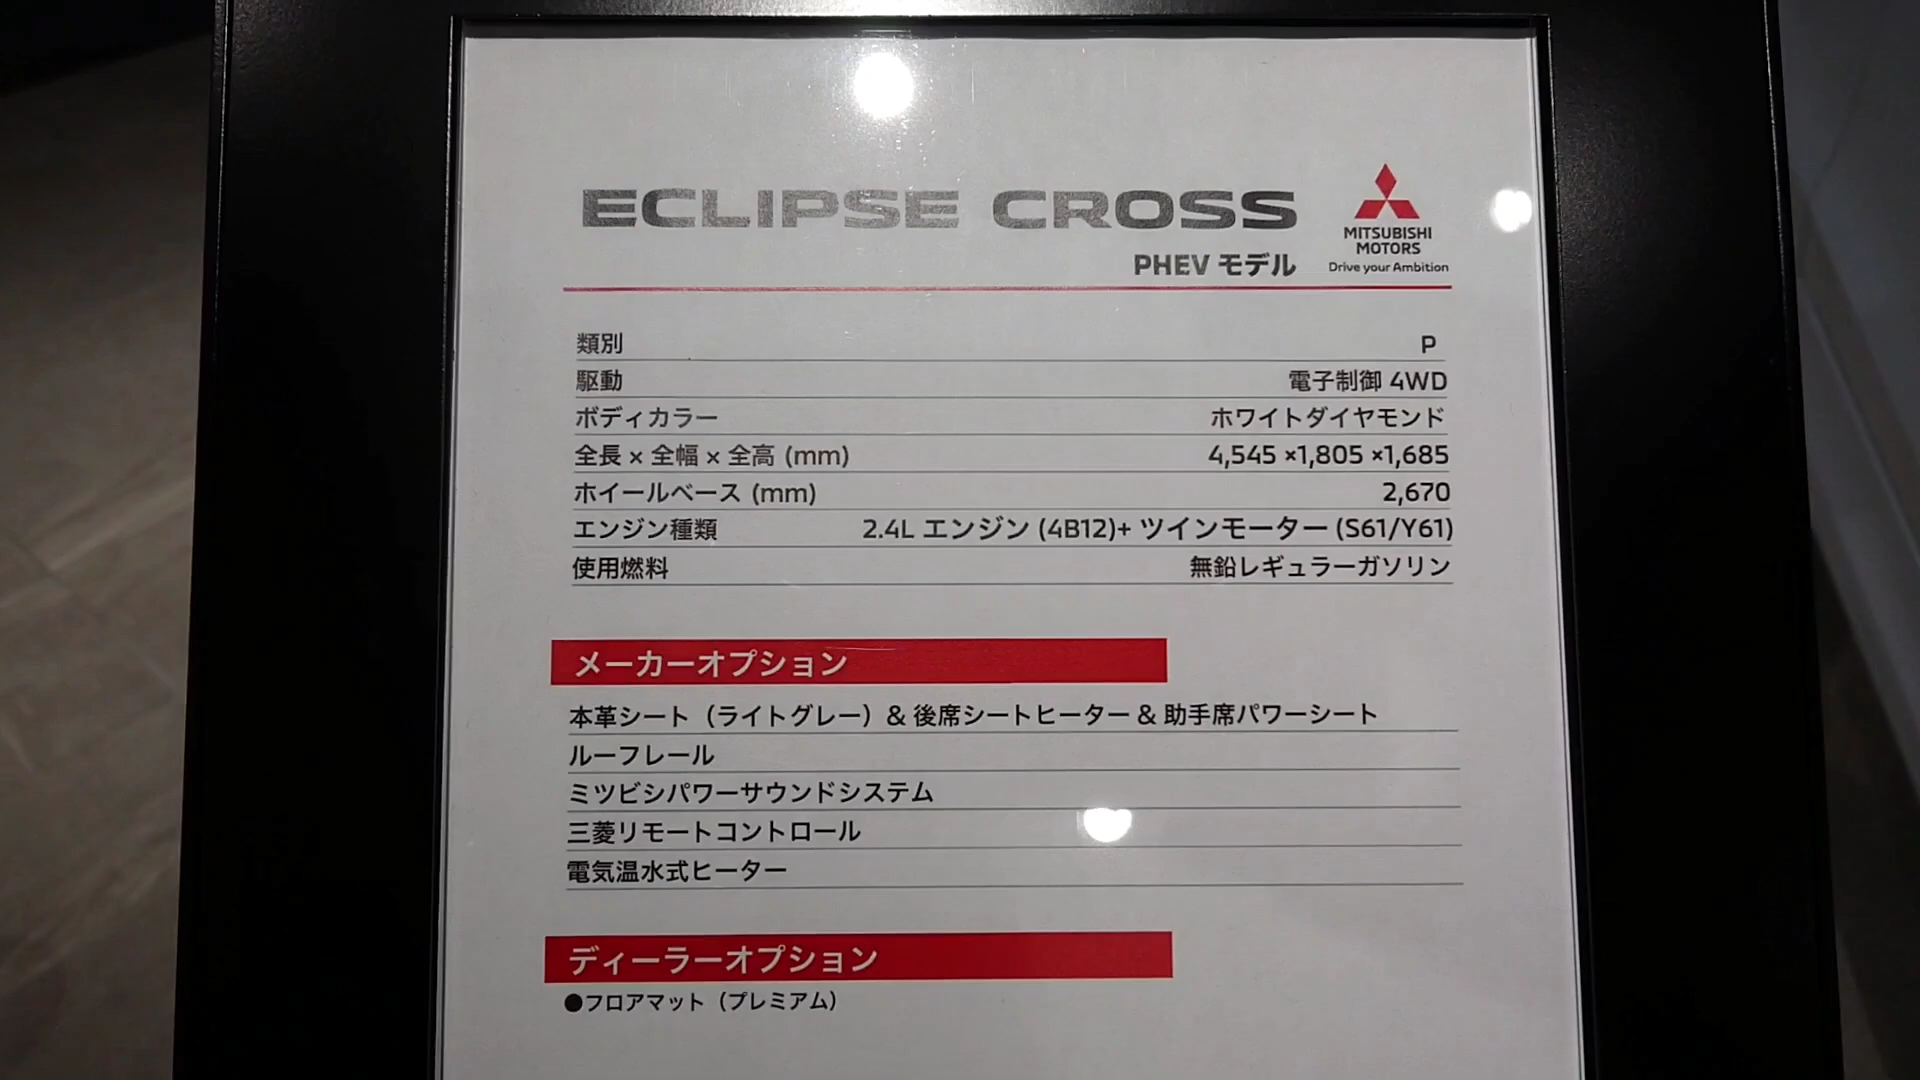 ECLIPSE CROSS
PHEV モデル
MITSUBISHI
MOTORS
Drive your Ambition
類別 P
駆動 電子制御 4WD
ボディカラー ホワイトダイヤモンド
全長 × 全幅 × 全高 (mm) 4,545 ×1,805 ×1,685
ホイールベース (mm) 2,670
エンジン種類 2.4L エンジン (4B12)+ ツインモーター (S61/Y61)
使用燃料 無鉛レギュラーガソリン
メーカーオプション
本革シート（ライトグレー）& 後席シートヒーター & 助手席パワーシート
ルーフレール
ミツビシパワーサウンドシステム
三菱リモートコントロール
電気温水式ヒーター
ディーラーオプション
●フロアマット（プレミアム）